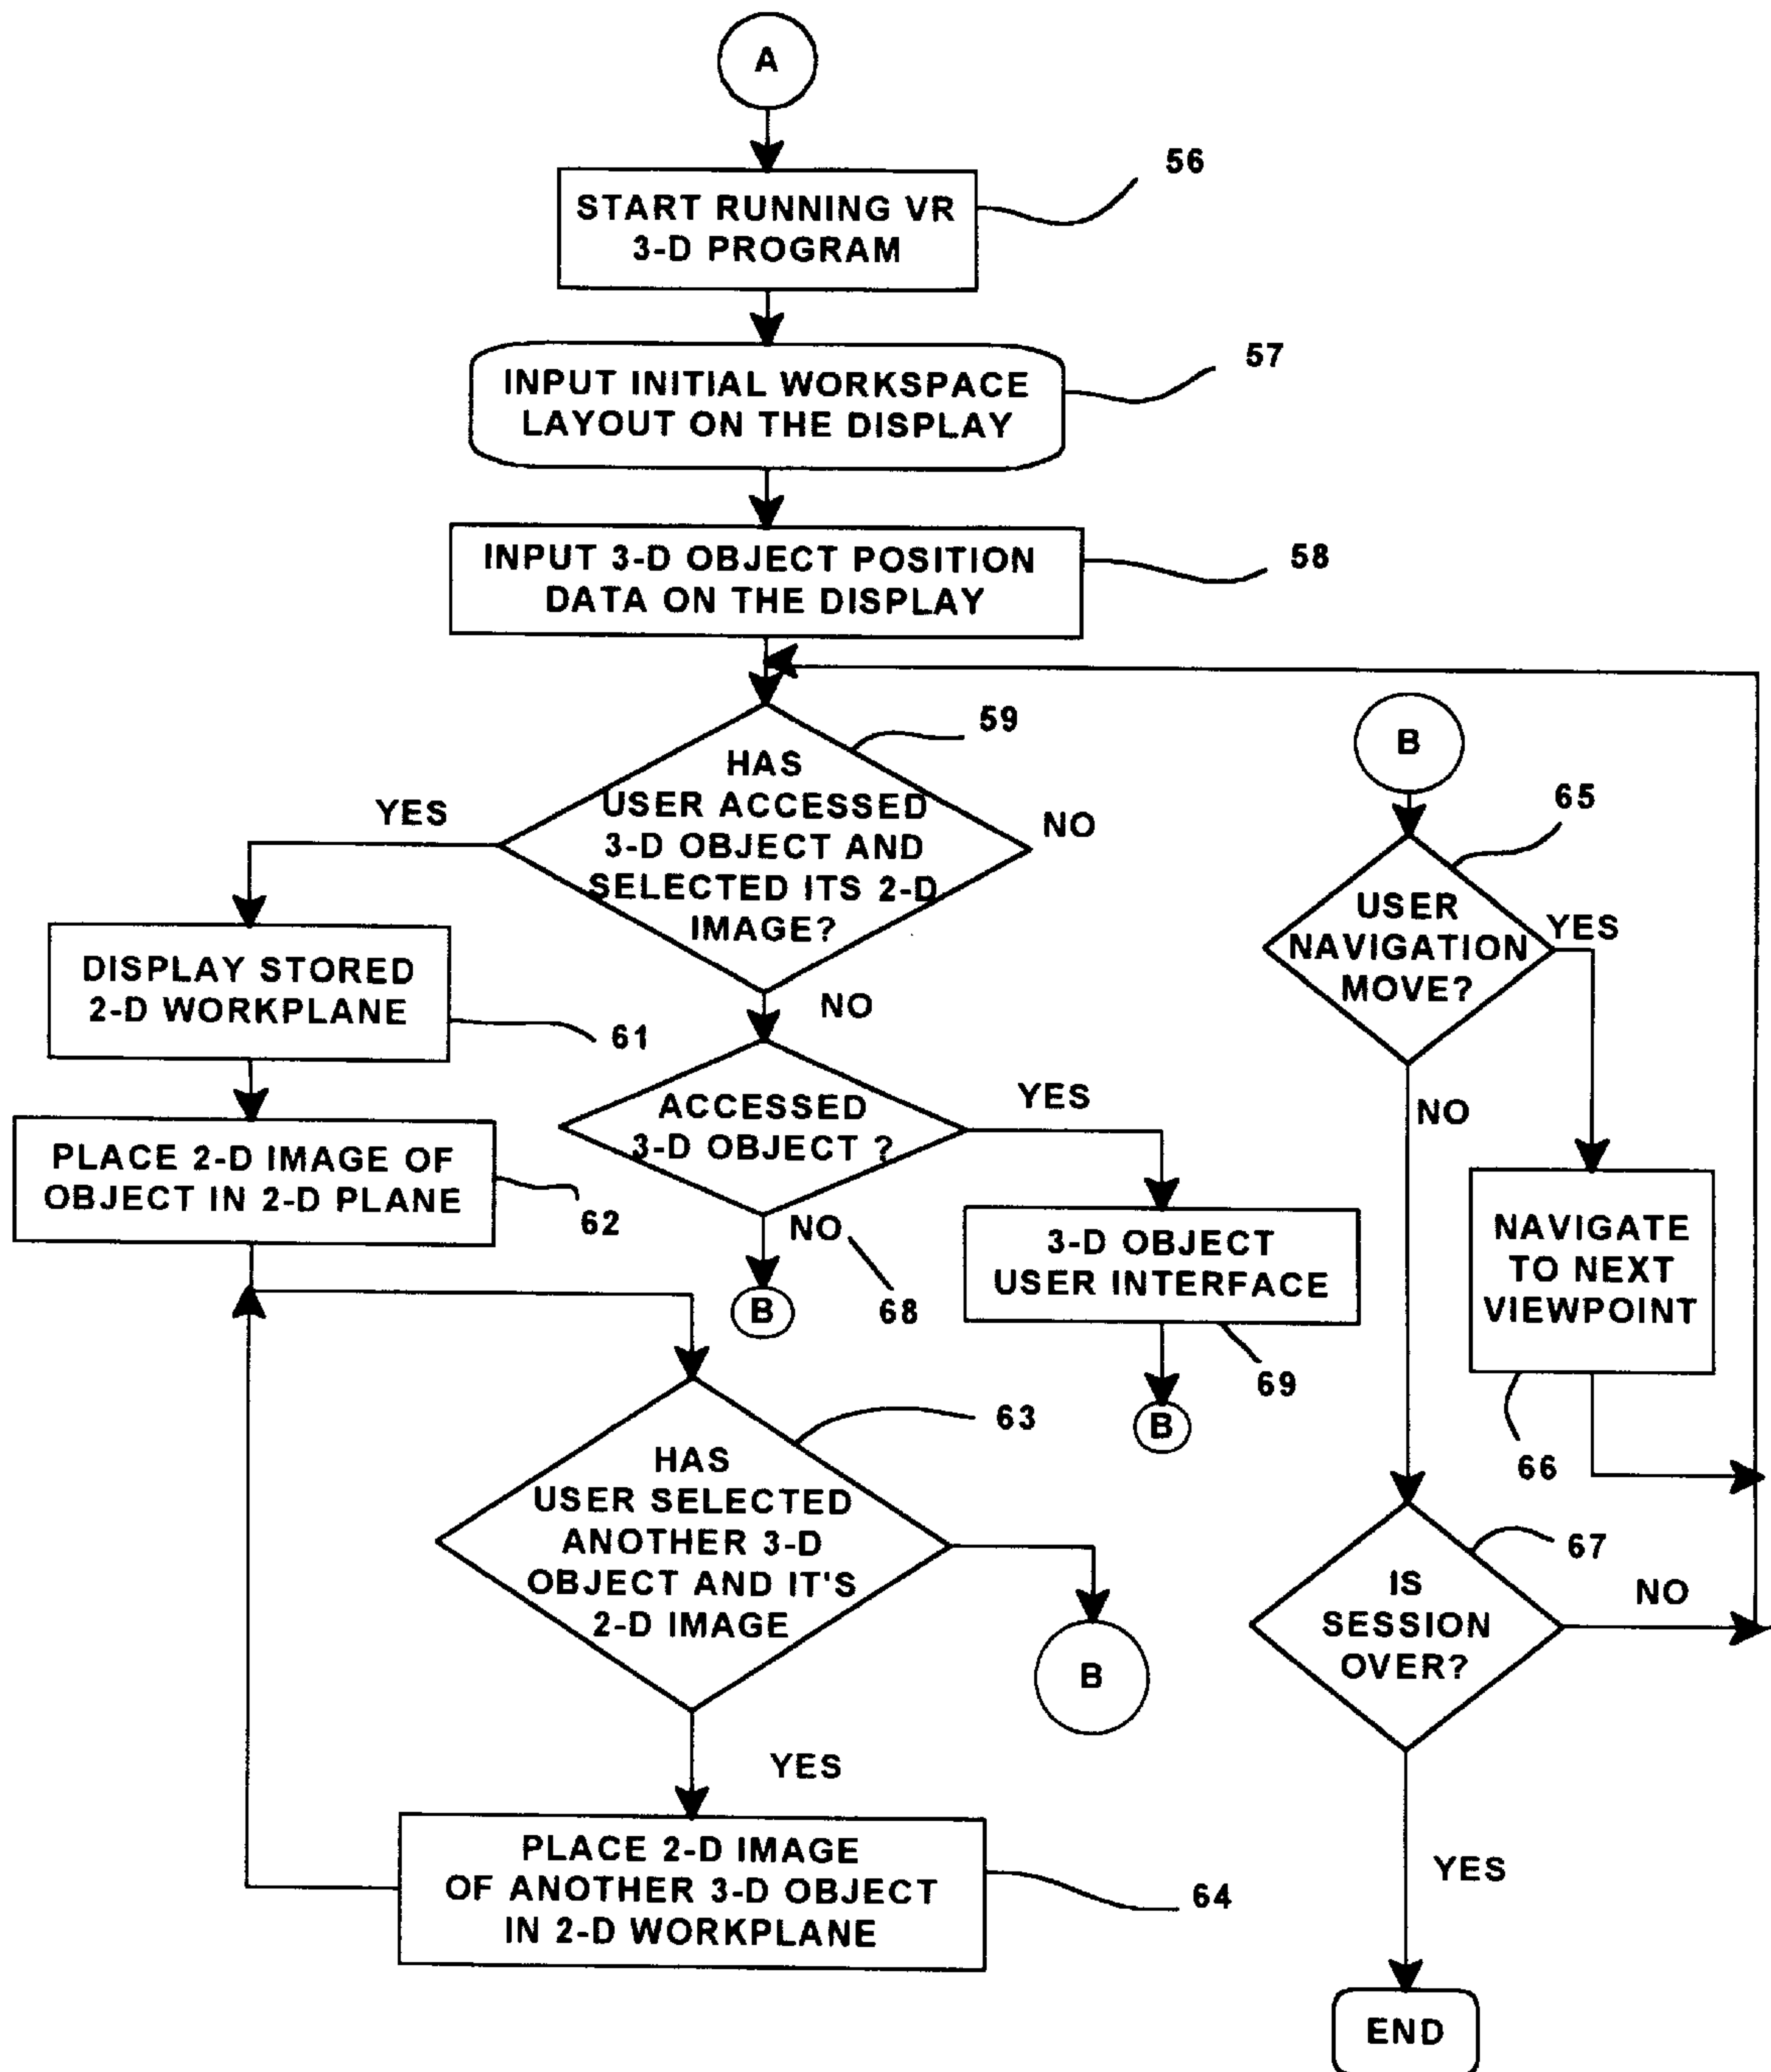 A
START RUNNING VR
3-D PROGRAM
56
INPUT INITIAL WORKSPACE
LAYOUT ON THE DISPLAY
57
INPUT 3-D OBJECT POSITION
DATA ON THE DISPLAY
58
HAS
USER ACCESSED
3-D OBJECT AND
SELECTED ITS 2-D
IMAGE?
59
YES
NO
NO
DISPLAY STORED
2-D WORKPLANE
61
PLACE 2-D IMAGE OF
OBJECT IN 2-D PLANE
62
ACCESSED
3-D OBJECT ?
YES
NO
68
B
3-D OBJECT
USER INTERFACE
69
B
HAS
USER SELECTED
ANOTHER 3-D
OBJECT AND IT'S
2-D IMAGE
63
B
YES
PLACE 2-D IMAGE
OF ANOTHER 3-D OBJECT
IN 2-D WORKPLANE
64
B
65
USER
NAVIGATION
MOVE?
YES
NO
NAVIGATE
TO NEXT
VIEWPOINT
66
67
IS
SESSION
OVER?
NO
YES
END